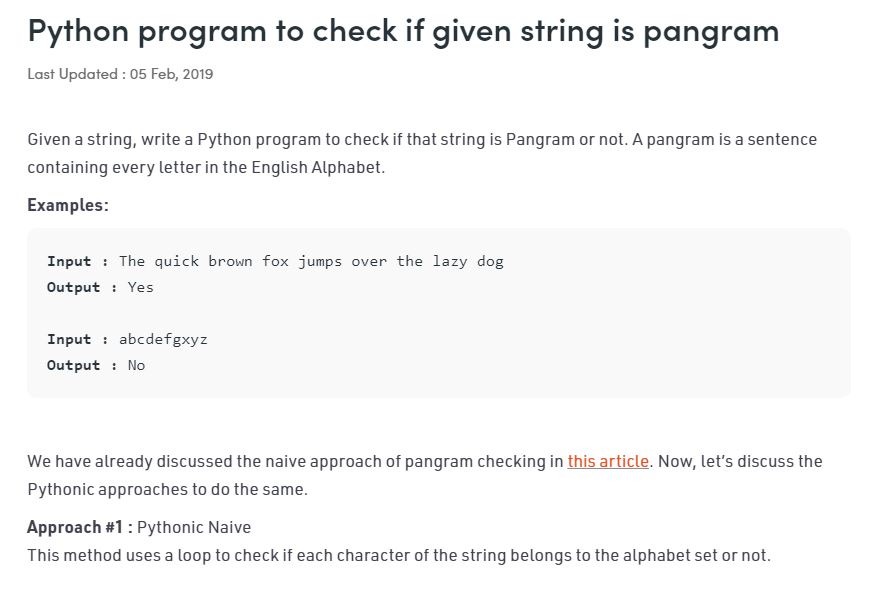 Python program to check if given string is pangram
Last Updated : 05 Feb, 2019
Given a string, write a Python program to check if that string is Pangram or not. A pangram is a sentence
containing every letter in the English Alphabet.
Examples:
Input : The quick brown fox jumps over the lazy dog
Output : Yes
Input : abcdefgxyz
Output : No
We have already discussed the naive approach of pangram checking in this article. Now, let’s discuss the
Pythonic approaches to do the same.
Approach #1 : Pythonic Naive
This method uses a loop to check if each character of the string belongs to the alphabet set or not.